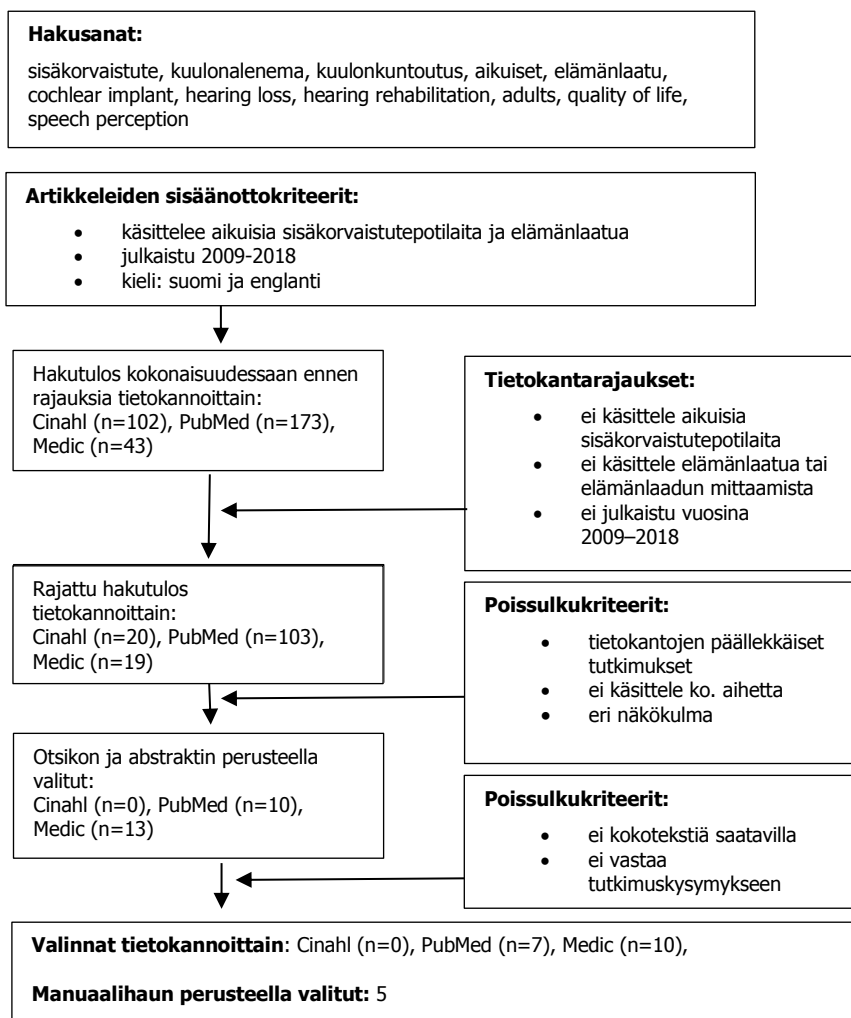 Hakusanat:
sisäkorvaistute, kuulonalenema, kuulonkuntoutus, aikuiset, elämänlaatu,
cochlear implant, hearing loss, hearing rehabilitation, adults, quality of life,
speech perception
Artikkeleiden sisäänottokriteerit:
• käsittelee aikuisia sisäkorvaistutepotilaita ja elämänlaatua
• julkaistu 2009-2018
• kieli: suomi ja englanti
Hakutulos kokonaisuudessaan ennen
rajauksia tietokannoittain:
Cinahl (n=102), PubMed (n=173),
Medic (n=43)
Tietokantarajaukset:
• ei käsittele aikuisia
sisäkorvaistutepotilaita
• ei käsittele elämänlaatua tai
elämänlaadun mittaamista
• ei julkaistu vuosina
2009–2018
Rajattu hakutulos
tietokannoittain:
Cinahl (n=20), PubMed (n=103),
Medic (n=19)
Poissulkukriteerit:
• tietokantojen päällekkäiset
tutkimukset
• ei käsittele ko. aihetta
• eri näkökulma
Otsikon ja abstraktin perusteella
valitut:
Cinahl (n=0), PubMed (n=10),
Medic (n=13)
Poissulkukriteerit:
• ei kokotekstiä saatavilla
• ei vastaa
tutkimuskysymykseen
Valinnat tietokannoittain: Cinahl (n=0), PubMed (n=7), Medic (n=10),
Manuaalihaun perusteella valitut: 5